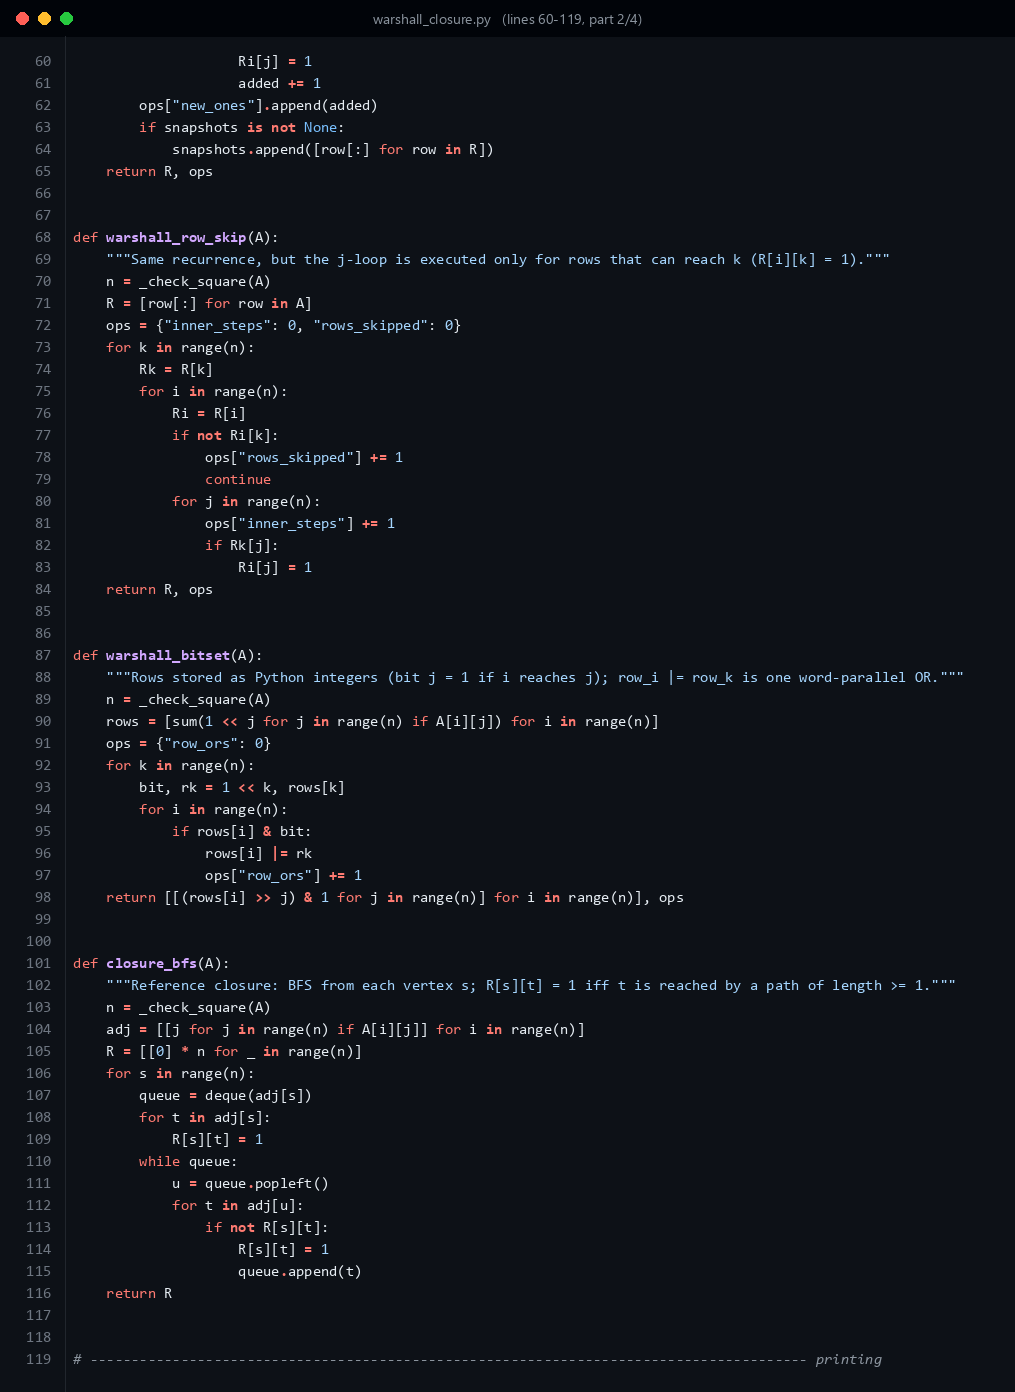 warshall_closure.py (lines 60-119, part 2/4)
60                     Ri[j] = 1
61                     added += 1
62         ops["new_ones"].append(added)
63         if snapshots is not None:
64             snapshots.append([row[:] for row in R])
65     return R, ops
66
67
68 def warshall_row_skip(A):
69     """Same recurrence, but the j-loop is executed only for rows that can reach k (R[i][k] = 1)."""
70     n = _check_square(A)
71     R = [row[:] for row in A]
72     ops = {"inner_steps": 0, "rows_skipped": 0}
73     for k in range(n):
74         Rk = R[k]
75         for i in range(n):
76             Ri = R[i]
77             if not Ri[k]:
78                 ops["rows_skipped"] += 1
79                 continue
80             for j in range(n):
81                 ops["inner_steps"] += 1
82                 if Rk[j]:
83                     Ri[j] = 1
84     return R, ops
85
86
87 def warshall_bitset(A):
88     """Rows stored as Python integers (bit j = 1 if i reaches j); row_i |= row_k is one word-parallel OR."""
89     n = _check_square(A)
90     rows = [sum(1 << j for j in range(n) if A[i][j]) for i in range(n)]
91     ops = {"row_ors": 0}
92     for k in range(n):
93         bit, rk = 1 << k, rows[k]
94         for i in range(n):
95             if rows[i] & bit:
96                 rows[i] |= rk
97                 ops["row_ors"] += 1
98     return [[(rows[i] >> j) & 1 for j in range(n)] for i in range(n)], ops
99
100
101 def closure_bfs(A):
102     """Reference closure: BFS from each vertex s; R[s][t] = 1 iff t is reached by a path of length >= 1."""
103     n = _check_square(A)
104     adj = [[j for j in range(n) if A[i][j]] for i in range(n)]
105     R = [[0] * n for _ in range(n)]
106     for s in range(n):
107         queue = deque(adj[s])
108         for t in adj[s]:
109             R[s][t] = 1
110         while queue:
111             u = queue.popleft()
112             for t in adj[u]:
113                 if not R[s][t]:
114                     R[s][t] = 1
115                     queue.append(t)
116     return R
117
118
119 # --------------------------------------------------------------------------------------- printing